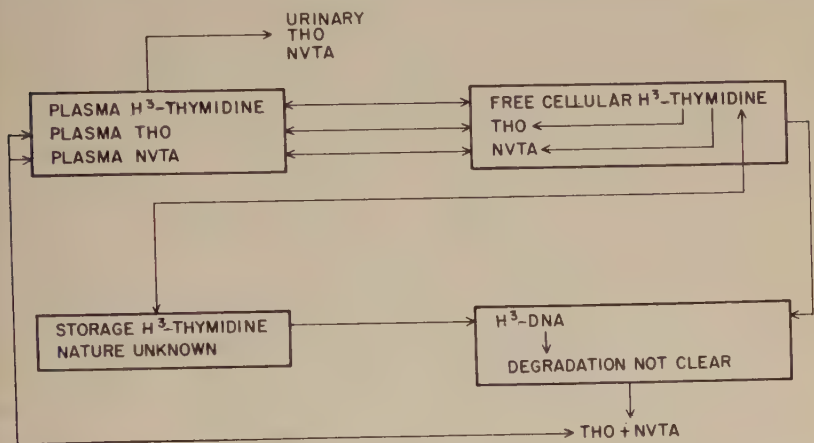 URINARY
THO
NVTA
PLASMA H³-THYMIDINE
PLASMA THO
PLASMA NVTA
FREE CELLULAR H³-THYMIDINE
THO
NVTA
STORAGE H³-THYMIDINE
NATURE UNKNOWN
H³-DNA
DEGRADATION NOT CLEAR
THO + NVTA